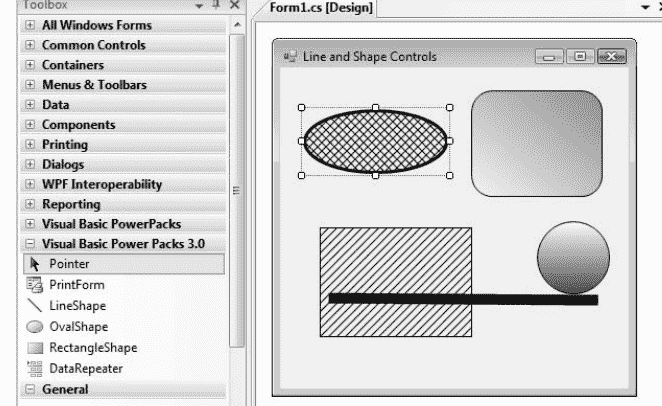 Toolbox
All Windows Forms
Common Controls
Containers
Menus & Toolbars
Data
Components
Printing
Dialogs
WPF Interoperability
Reporting
Visual Basic PowerPacks
Visual Basic Power Packs 3.0
Pointer
PrintForm
LineShape
OvalShape
RectangleShape
DataRepeater
General
Form1.cs [Design]
Line and Shape Controls